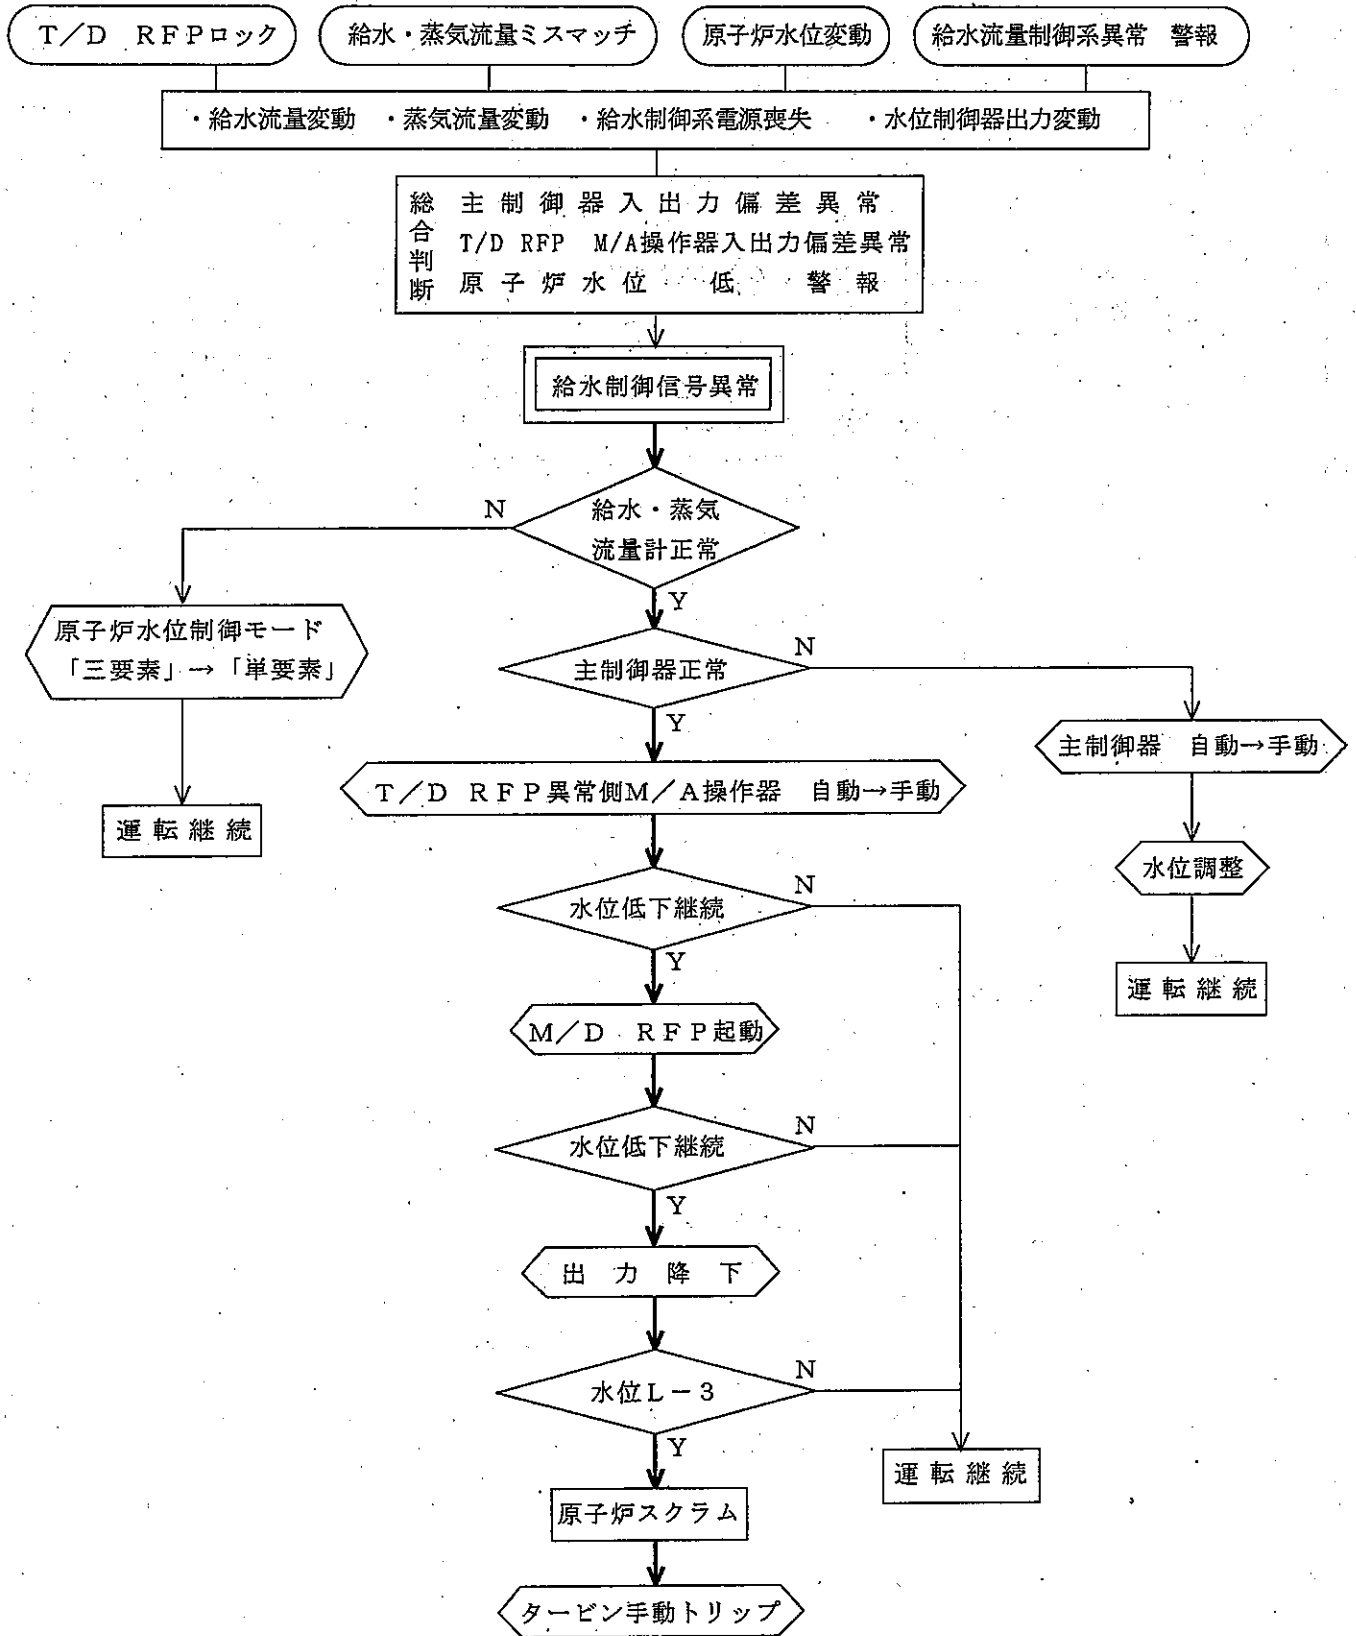 T/D RFPロック
給水・蒸気流量ミスマッチ
原子炉水位変動
給水流量制御系異常 警報
・給水流量変動 ・蒸気流量変動 ・給水制御系電源喪失 ・水位制御器出力変動
総合判断
主制御器入出力偏差異常
T/D RFP M/A操作器入出力偏差異常
原子炉水位 低 警報
給水制御信号異常
給水・蒸気
流量計正常
N
Y
原子炉水位制御モード
「三要素」→「単要素」
運転継続
主制御器正常
N
Y
主制御器 自動→手動
水位調整
運転継続
T/D RFP異常側M/A操作器 自動→手動
水位低下継続
N
Y
M/D RFP起動
水位低下継続
N
Y
出力降下
水位L-3
N
Y
運転継続
原子炉スクラム
タービン手動トリップ